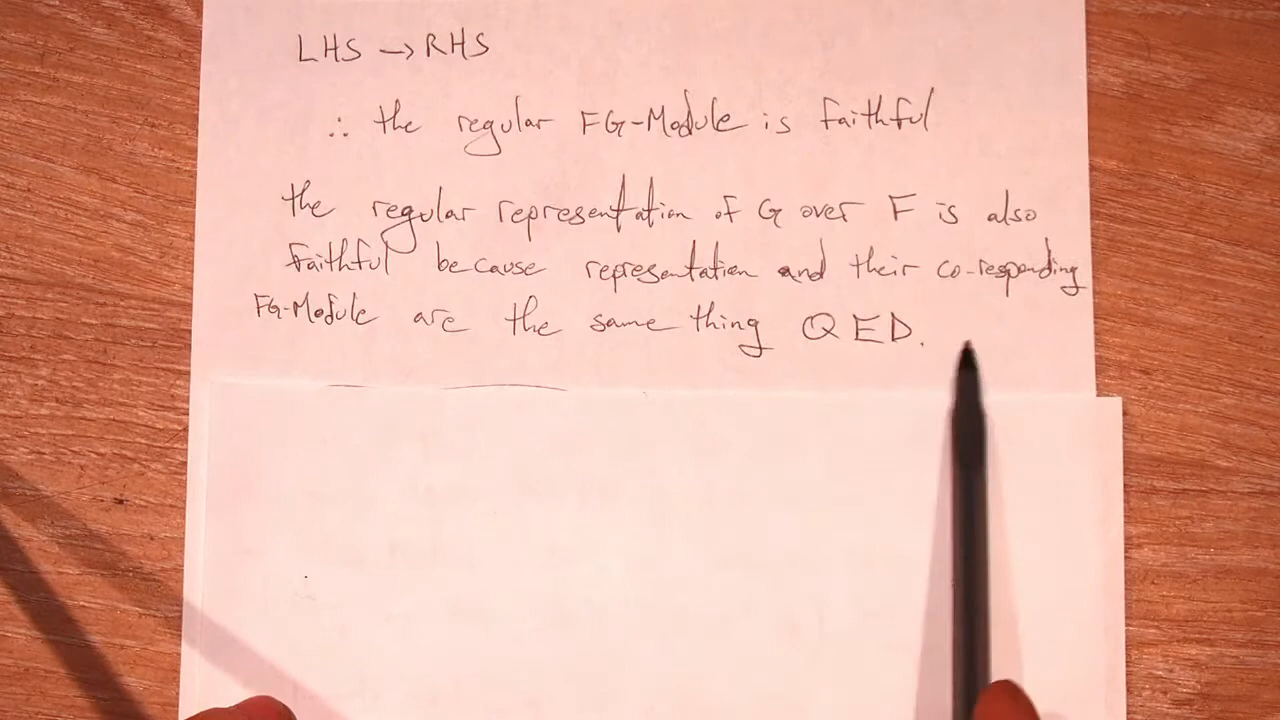 LHS → RHS
∴ the regular FG-Module is faithful
the regular representation of G over F is also
faithful because representation and their co-responding
FG-Module are the same thing QED.